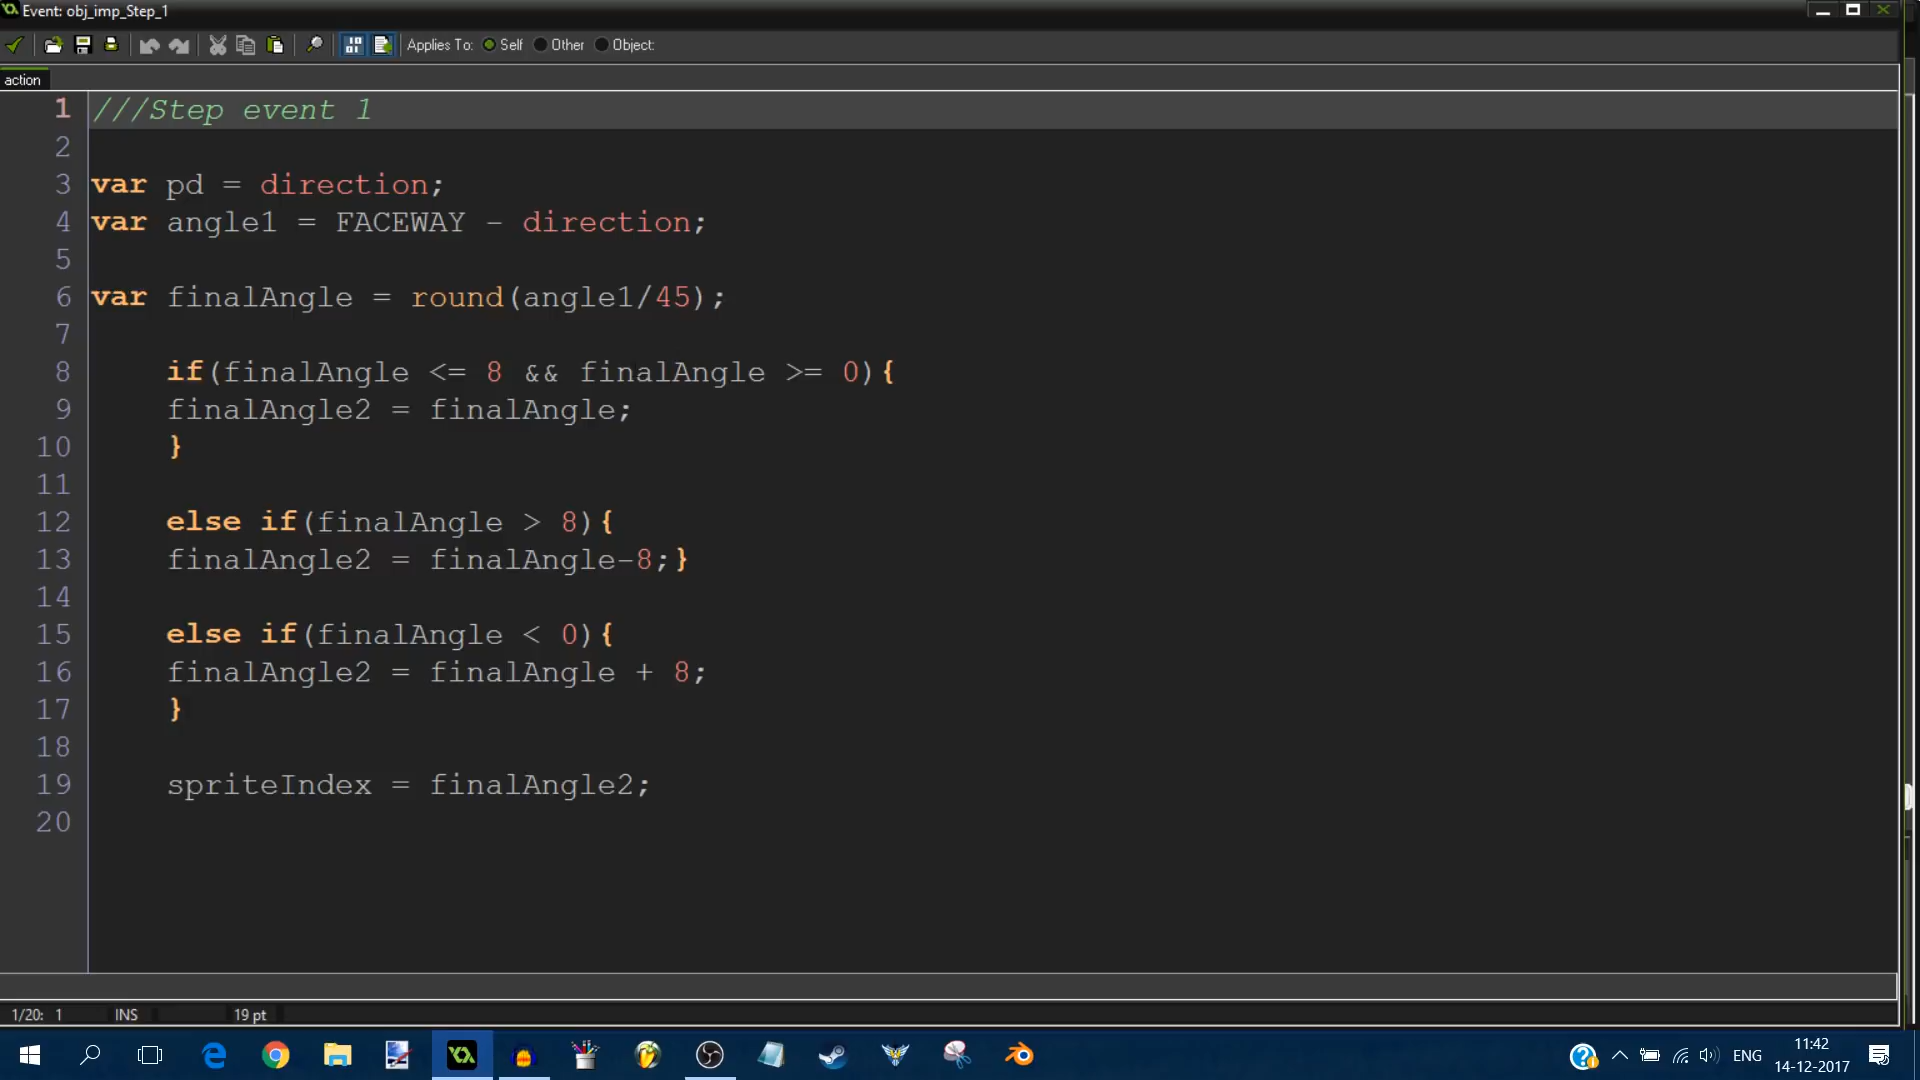 Event: obj_imp_Step_1
Applies To: Self Other Object:
action
1 ///Step event 1
2
3 var pd = direction;
4 var angle1 = FACEWAY - direction;
5
6 var finalAngle = round(angle1/45);
7
8 if(finalAngle <= 8 && finalAngle >= 0){
9 finalAngle2 = finalAngle;
10 }
11
12 else if(finalAngle > 8){
13 finalAngle2 = finalAngle-8;}
14
15 else if(finalAngle < 0){
16 finalAngle2 = finalAngle + 8;
17 }
18
19 spriteIndex = finalAngle2;
20
1/20: 1 INS 19 pt
ENG 11:42
14-12-2017